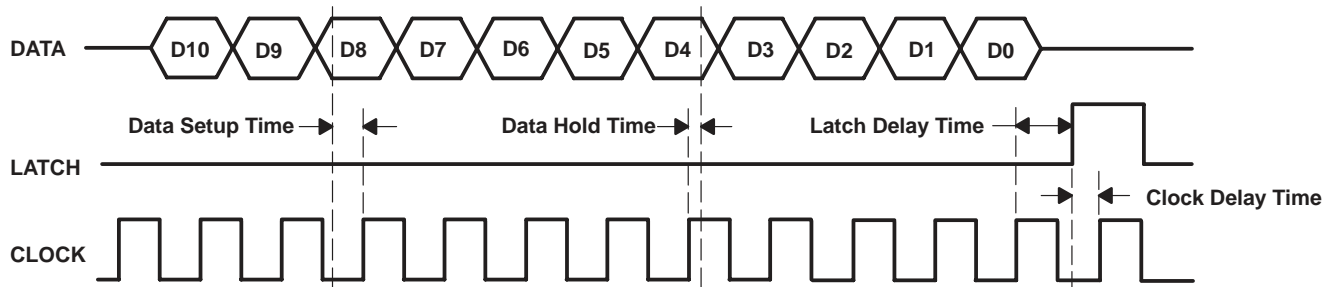 DATA D10 D9 D8 D7 D6 D5 D4 D3 D2 D1 D0
Data Setup Time Data Hold Time Latch Delay Time
LATCH
Clock Delay Time
CLOCK